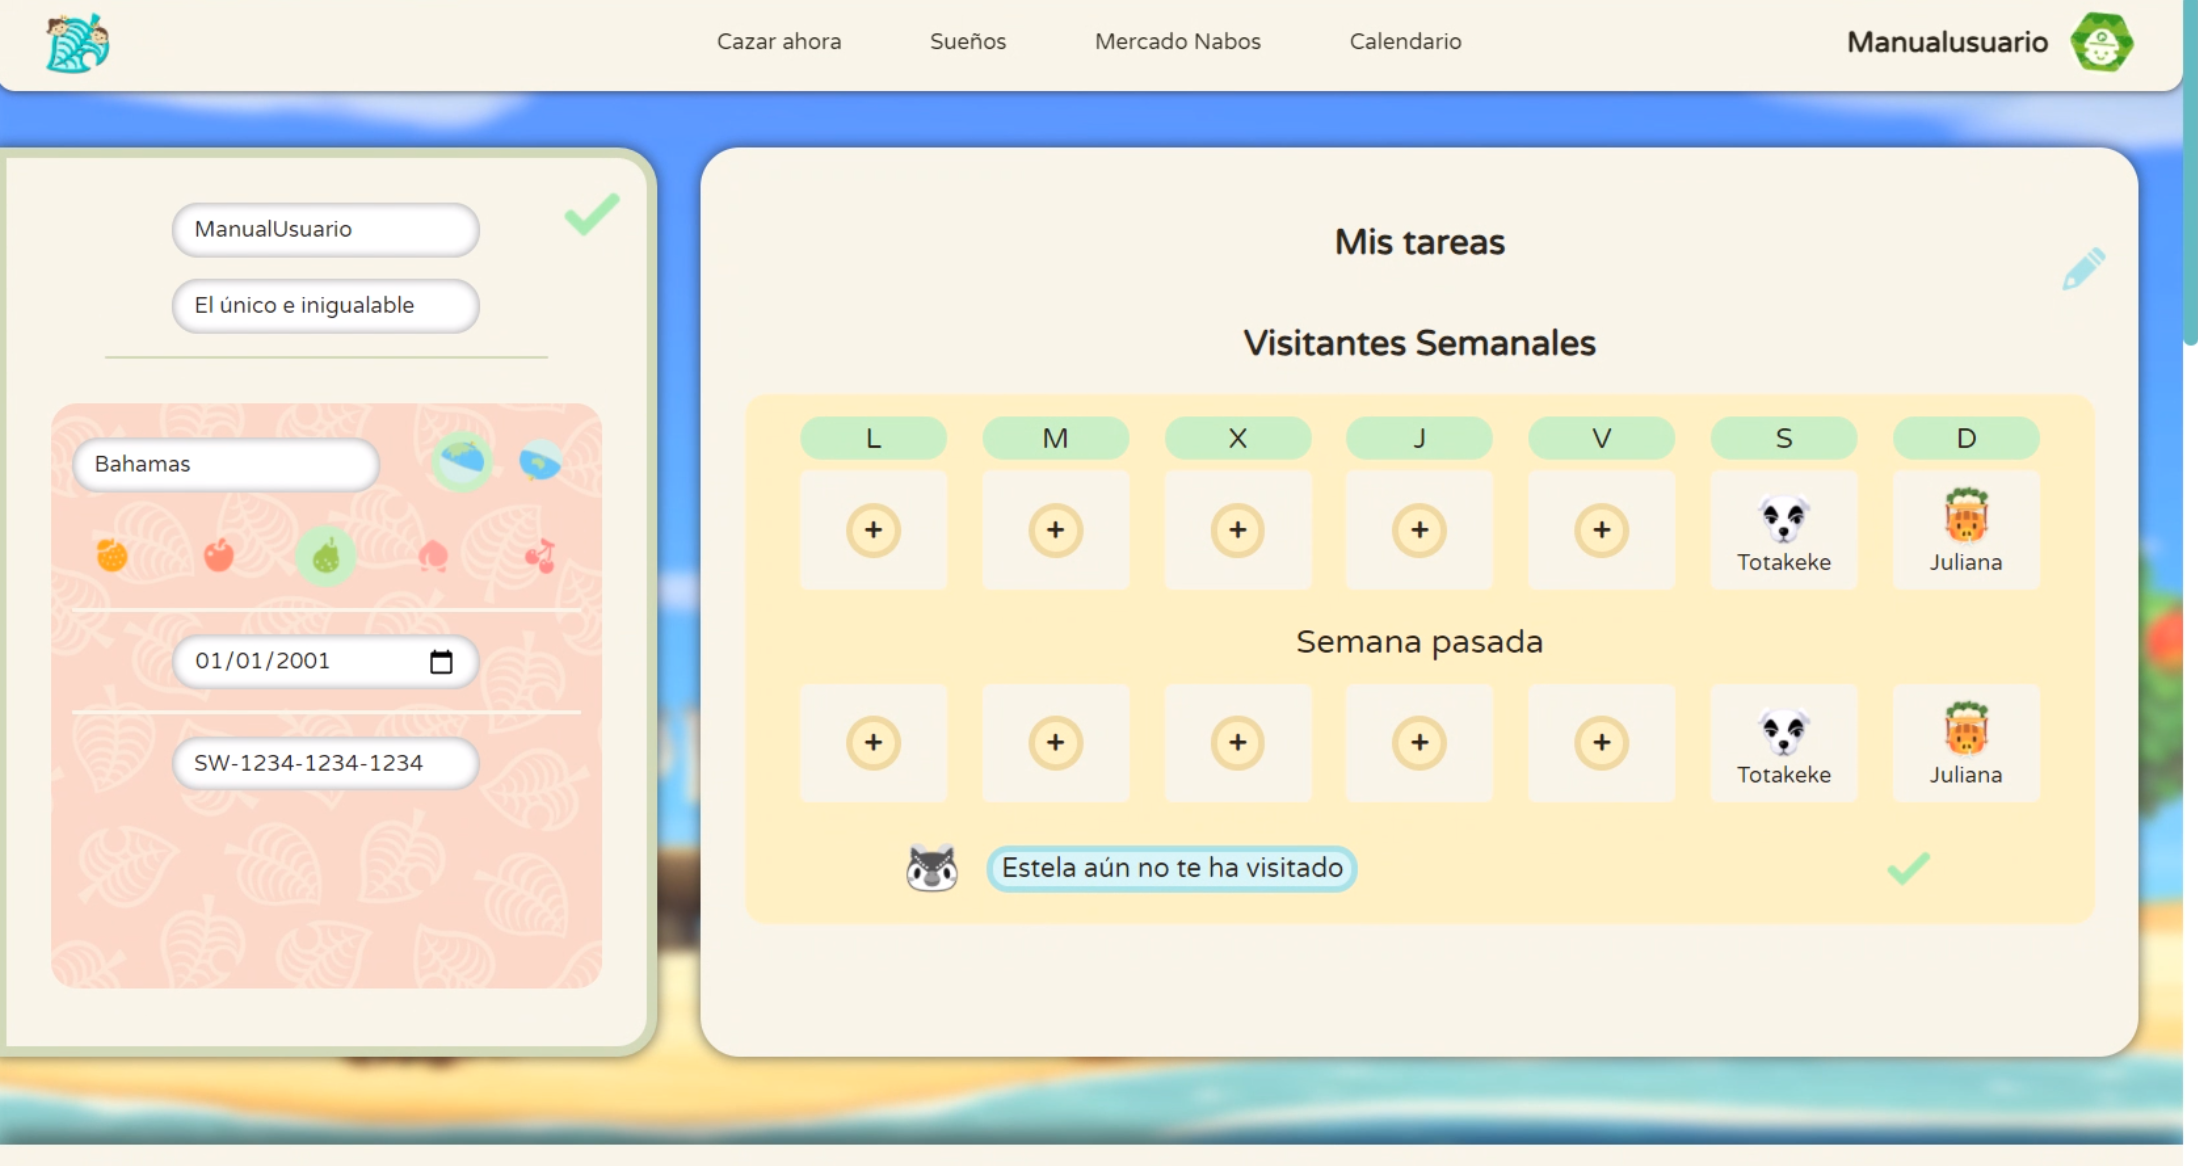 Cazar ahora Sueños Mercado Nabos Calendario Manualusuario
ManualUsuario
El único e inigualable
Bahamas
01/01/2001
SW-1234-1234-1234
Mis tareas
Visitantes Semanales
L M X J V S D
+ + + + + Totakeke Juliana
Semana pasada
+ + + + + Totakeke Juliana
Estela aún no te ha visitado